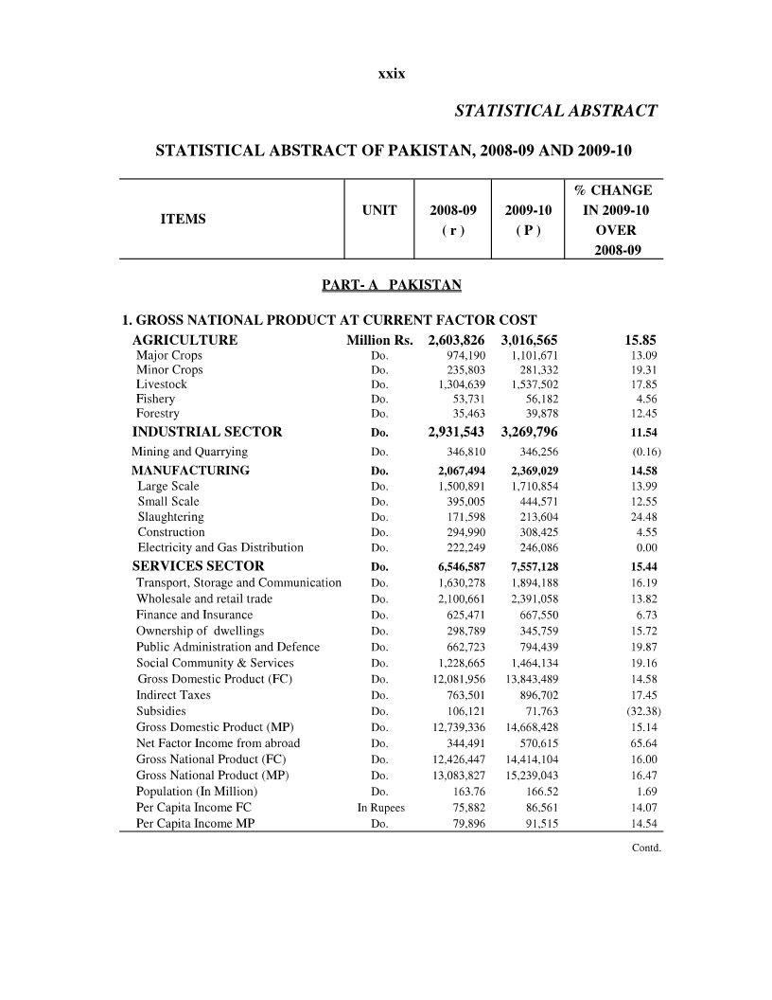 xxix
STATISTICAL ABSTRACT
STATISTICAL ABSTRACT OF PAKISTAN, 2008-09 AND 2009-10
ITEMS UNIT 2008-09 ( r ) 2009-10 ( P ) % CHANGE IN 2009-10 OVER 2008-09
PART- A PAKISTAN
1. GROSS NATIONAL PRODUCT AT CURRENT FACTOR COST
AGRICULTURE Million Rs. 2,603,826 3,016,565 15.85
Major Crops Do. 974,190 1,101,671 13.09
Minor Crops Do. 235,803 281,332 19.31
Livestock Do. 1,304,639 1,537,502 17.85
Fishery Do. 53,731 56,182 4.56
Forestry Do. 35,463 39,878 12.45
INDUSTRIAL SECTOR Do. 2,931,543 3,269,796 11.54
Mining and Quarrying Do. 346,810 346,256 (0.16)
MANUFACTURING Do. 2,067,494 2,369,029 14.58
Large Scale Do. 1,500,891 1,710,854 13.99
Small Scale Do. 395,005 444,571 12.55
Slaughtering Do. 171,598 213,604 24.48
Construction Do. 294,990 308,425 4.55
Electricity and Gas Distribution Do. 222,249 246,086 0.00
SERVICES SECTOR Do. 6,546,587 7,557,128 15.44
Transport, Storage and Communication Do. 1,630,278 1,894,188 16.19
Wholesale and retail trade Do. 2,100,661 2,391,058 13.82
Finance and Insurance Do. 625,471 667,550 6.73
Ownership of dwellings Do. 298,789 345,759 15.72
Public Administration and Defence Do. 662,723 794,439 19.87
Social Community & Services Do. 1,228,665 1,464,134 19.16
Gross Domestic Product (FC) Do. 12,081,956 13,843,489 14.58
Indirect Taxes Do. 763,501 896,702 17.45
Subsidies Do. 106,121 71,763 (32.38)
Gross Domestic Product (MP) Do. 12,739,336 14,668,428 15.14
Net Factor Income from abroad Do. 344,491 570,615 65.64
Gross National Product (FC) Do. 12,426,447 14,414,104 16.00
Gross National Product (MP) Do. 13,083,827 15,239,043 16.47
Population (In Million) Do. 163.76 166.52 1.69
Per Capita Income FC In Rupees 75,882 86,561 14.07
Per Capita Income MP Do. 79,896 91,515 14.54
Contd.